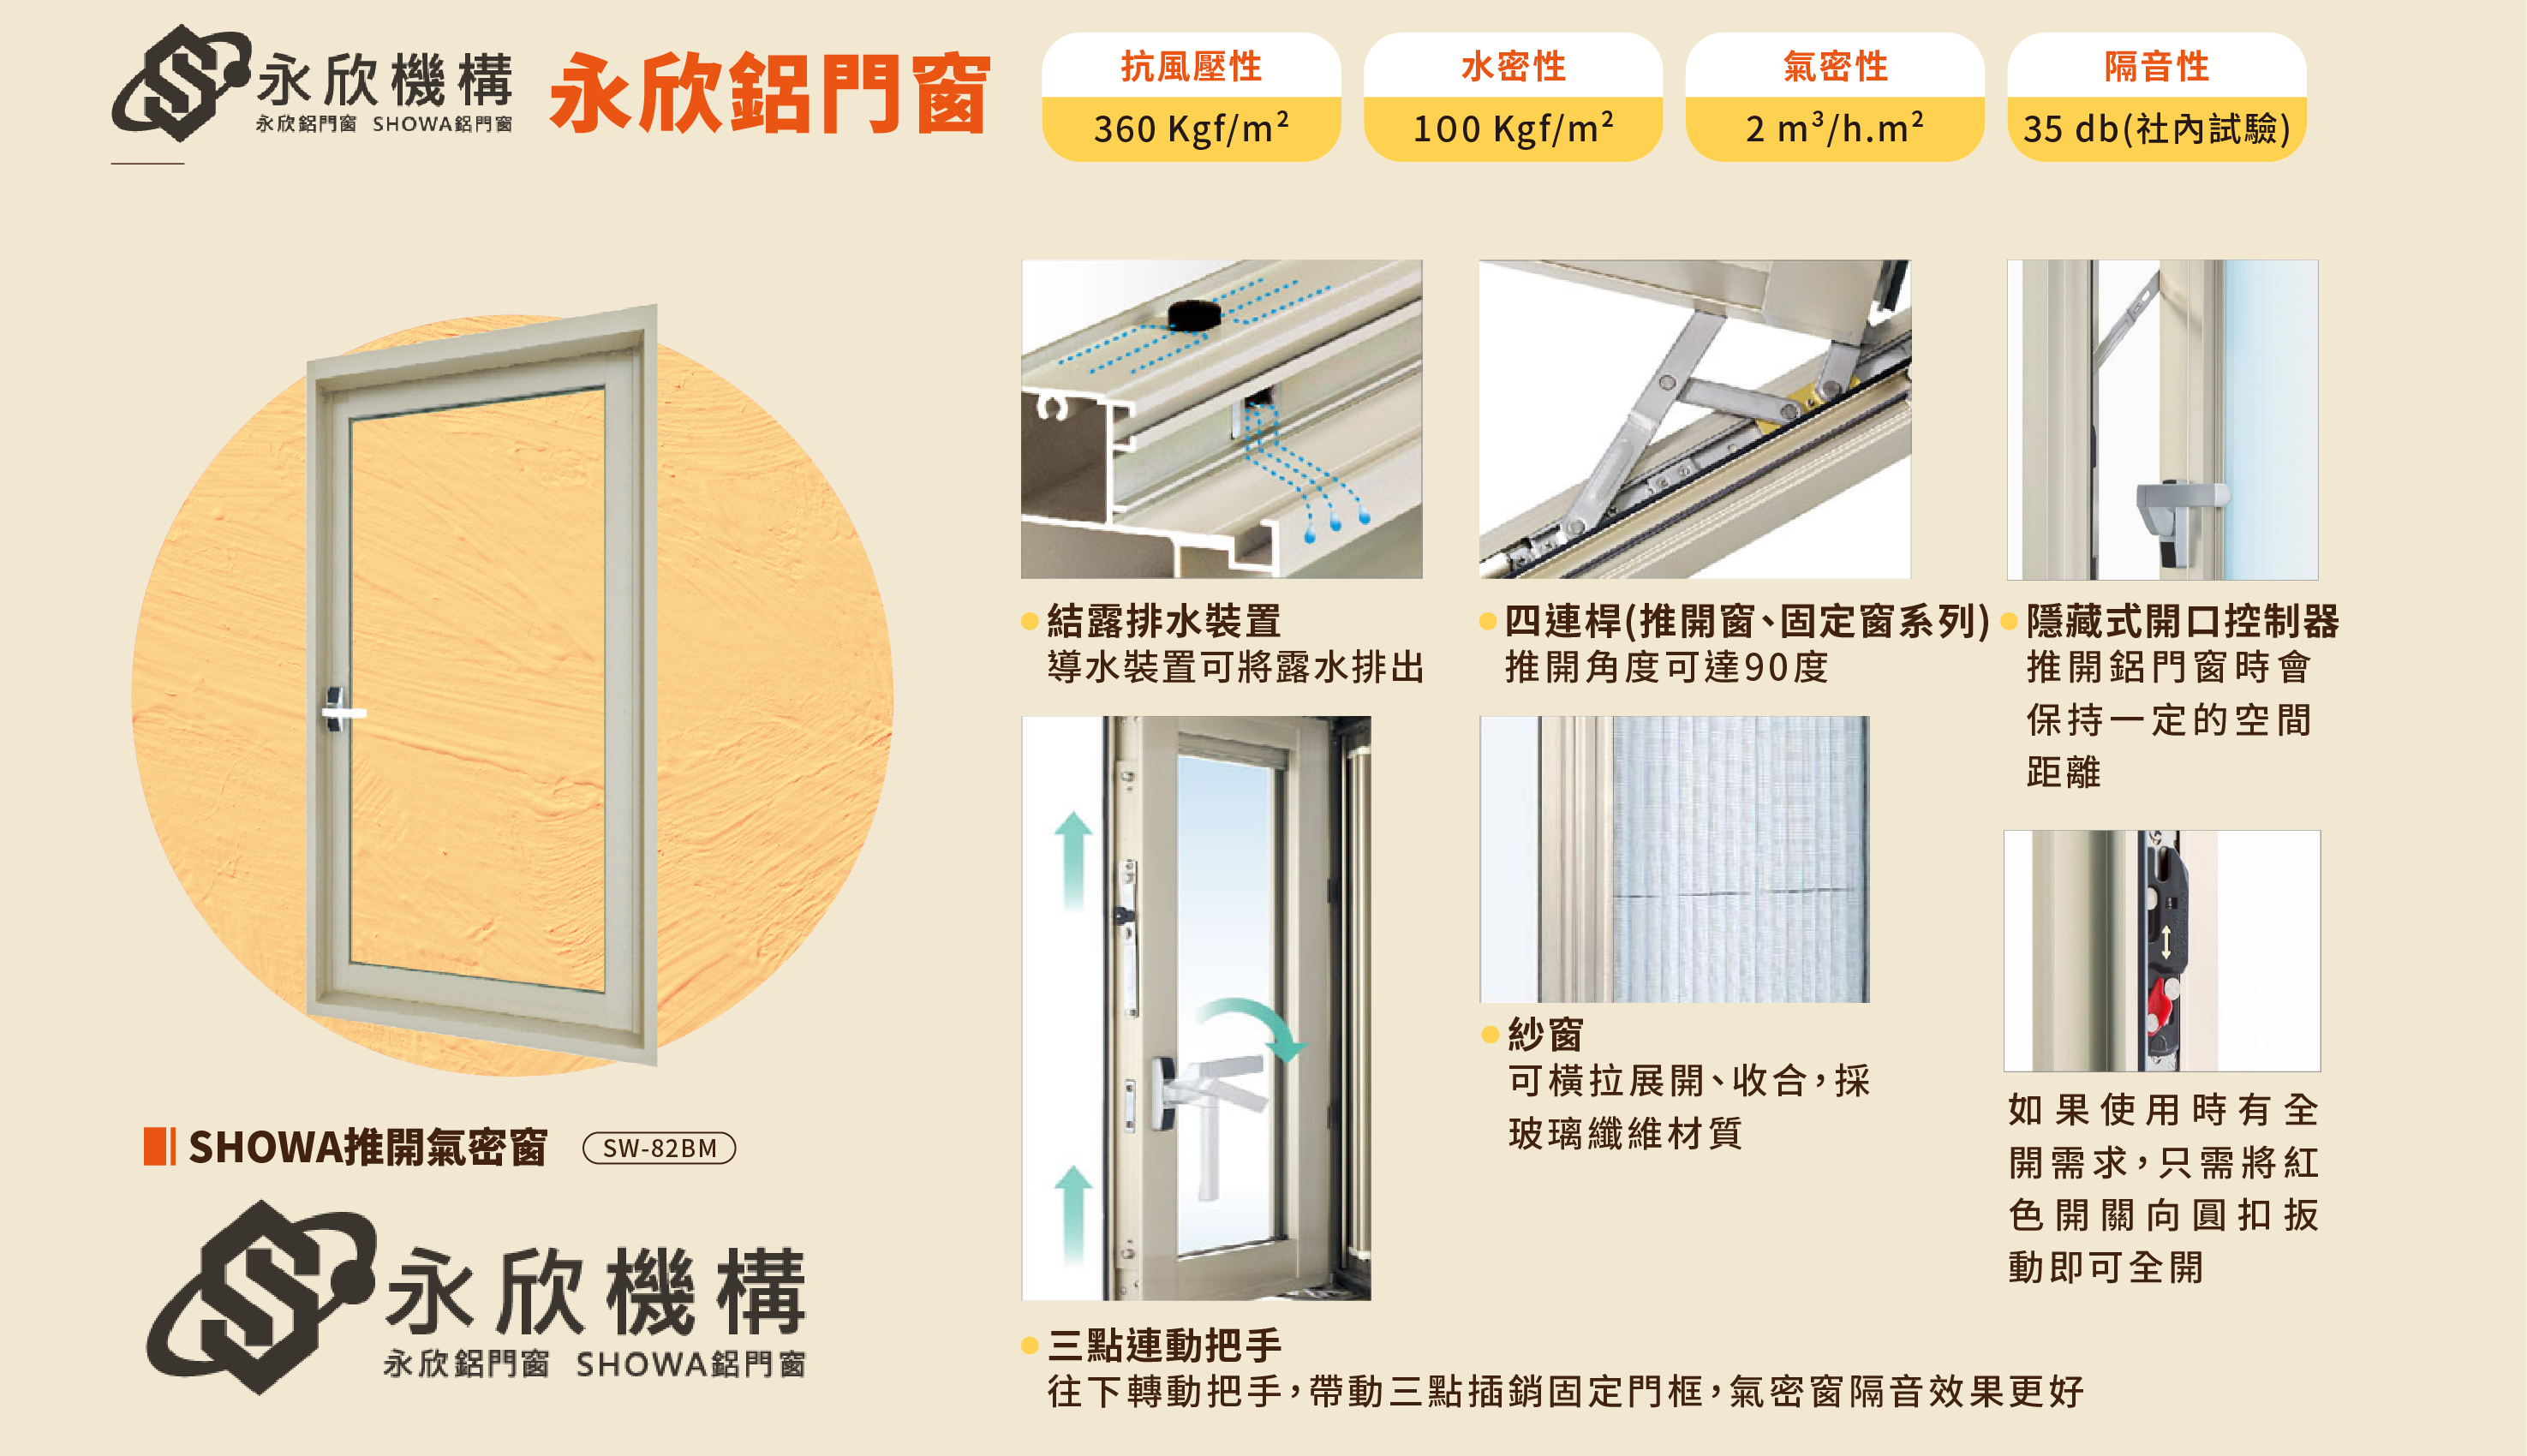 永欣機構
永欣鋁門窗 SHOWA鋁門窗
永欣鋁門窗
抗風壓性
360 Kgf/m²
水密性
100 Kgf/m²
氣密性
2 m³/h.m²
隔音性
35 db(社內試驗)
結露排水裝置
導水裝置可將露水排出
四連桿(推開窗、固定窗系列)
推開角度可達90度
隱藏式開口控制器
推開鋁門窗時會
保持一定的空間
距離
紗窗
可橫拉展開、收合，採
玻璃纖維材質
如果使用時有全
開需求，只需將紅
色開關向圓扣扳
動即可全開
三點連動把手
往下轉動把手，帶動三點插銷固定門框，氣密窗隔音效果更好
SHOWA推開氣密窗 SW-82BM
永欣機構
永欣鋁門窗 SHOWA鋁門窗